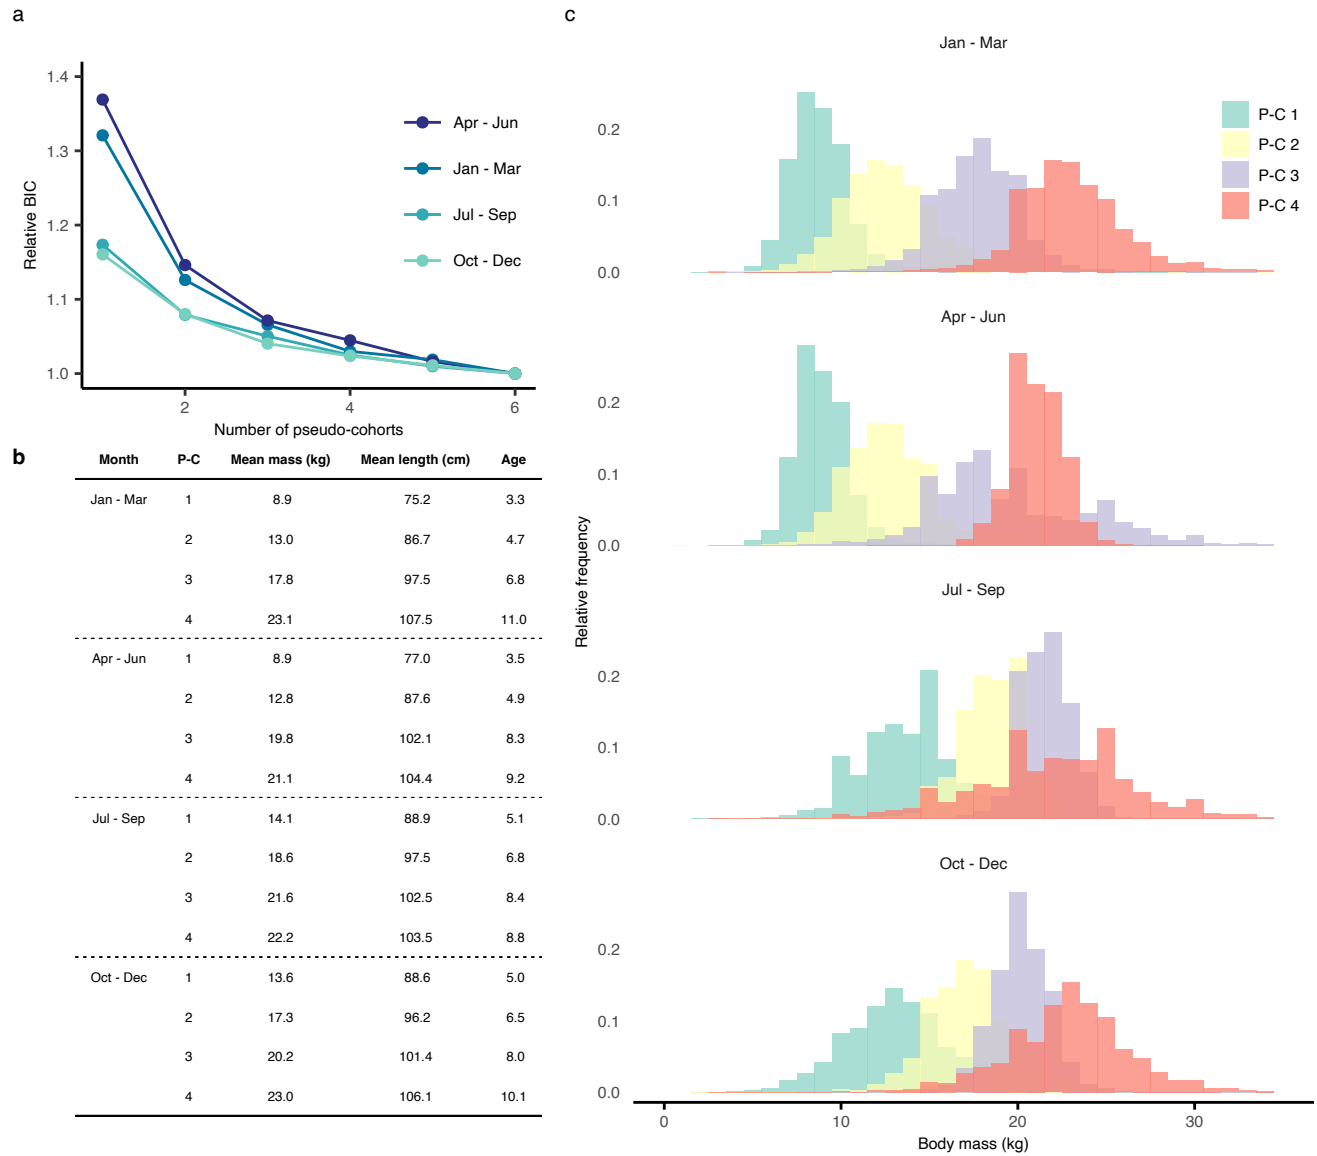 a
1.4
1.3
1.2
1.1
1.0
Relative BIC
Apr - Jun
Jan - Mar
Jul - Sep
Oct - Dec
2
4
6
Number of pseudo-cohorts
b
Month P-C Mean mass (kg) Mean length (cm) Age
Jan - Mar 1 8.9 75.2 3.3
2 13.0 86.7 4.7
3 17.8 97.5 6.8
4 23.1 107.5 11.0
Apr - Jun 1 8.9 77.0 3.5
2 12.8 87.6 4.9
3 19.8 102.1 8.3
4 21.1 104.4 9.2
Jul - Sep 1 14.1 88.9 5.1
2 18.6 97.5 6.8
3 21.6 102.5 8.4
4 22.2 103.5 8.8
Oct - Dec 1 13.6 88.6 5.0
2 17.3 96.2 6.5
3 20.2 101.4 8.0
4 23.0 106.1 10.1
c
Jan - Mar
0.2
0.1
0.0
P-C 1
P-C 2
P-C 3
P-C 4
Apr - Jun
0.2
0.1
0.0
Relative frequency
Jul - Sep
0.2
0.1
0.0
Oct - Dec
0.2
0.1
0.0
0
10
20
30
Body mass (kg)